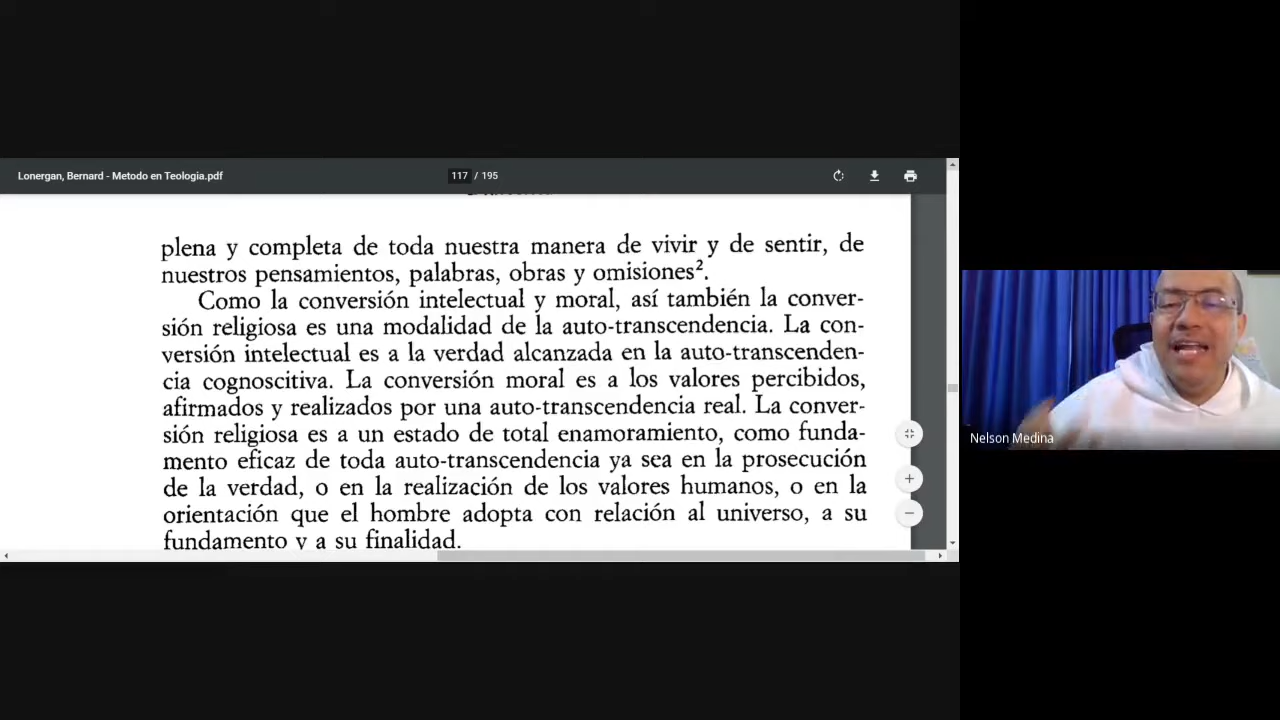 Lonergan, Bernard - Metodo en Teologia.pdf
117 / 195
plena y completa de toda nuestra manera de vivir y de sentir, de
nuestros pensamientos, palabras, obras y omisiones².
Como la conversión intelectual y moral, así también la conver-
sión religiosa es una modalidad de la auto-transcendencia. La con-
versión intelectual es a la verdad alcanzada en la auto-transcenden-
cia cognoscitiva. La conversión moral es a los valores percibidos,
afirmados y realizados por una auto-transcendencia real. La conver-
sión religiosa es a un estado de total enamoramiento, como funda-
mento eficaz de toda auto-transcendencia ya sea en la prosecución
de la verdad, o en la realización de los valores humanos, o en la
orientación que el hombre adopta con relación al universo, a su
fundamento y a su finalidad.
Nelson Medina